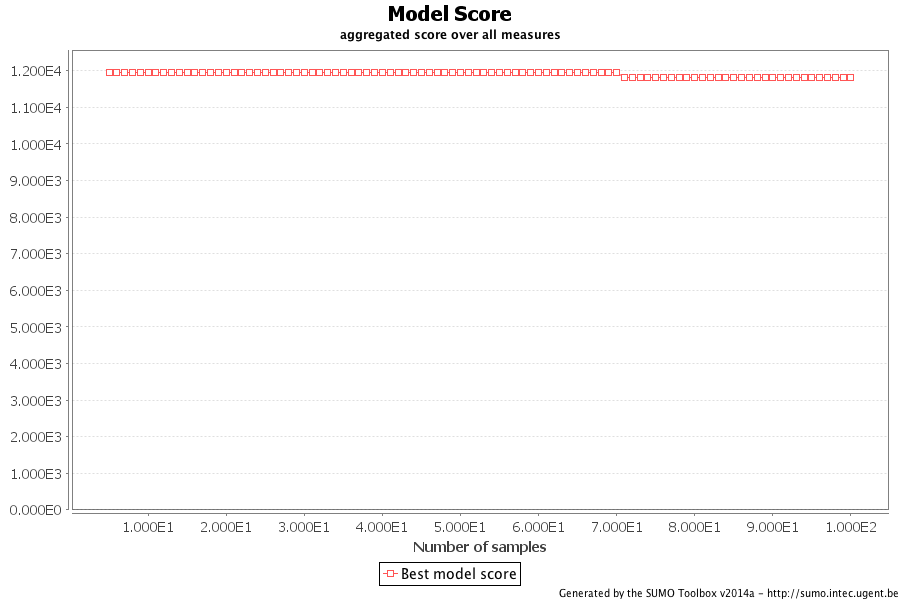 Model Score
aggregated score over all measures
1.200E4
1.100E4
1.000E4
9.000E3
8.000E3
7.000E3
6.000E3
5.000E3
4.000E3
3.000E3
2.000E3
1.000E3
0.000E0
1.000E1 2.000E1 3.000E1 4.000E1 5.000E1 6.000E1 7.000E1 8.000E1 9.000E1 1.000E2
Number of samples
Best model score
Generated by the SUMO Toolbox v2014a - http://sumo.intec.ugent.be